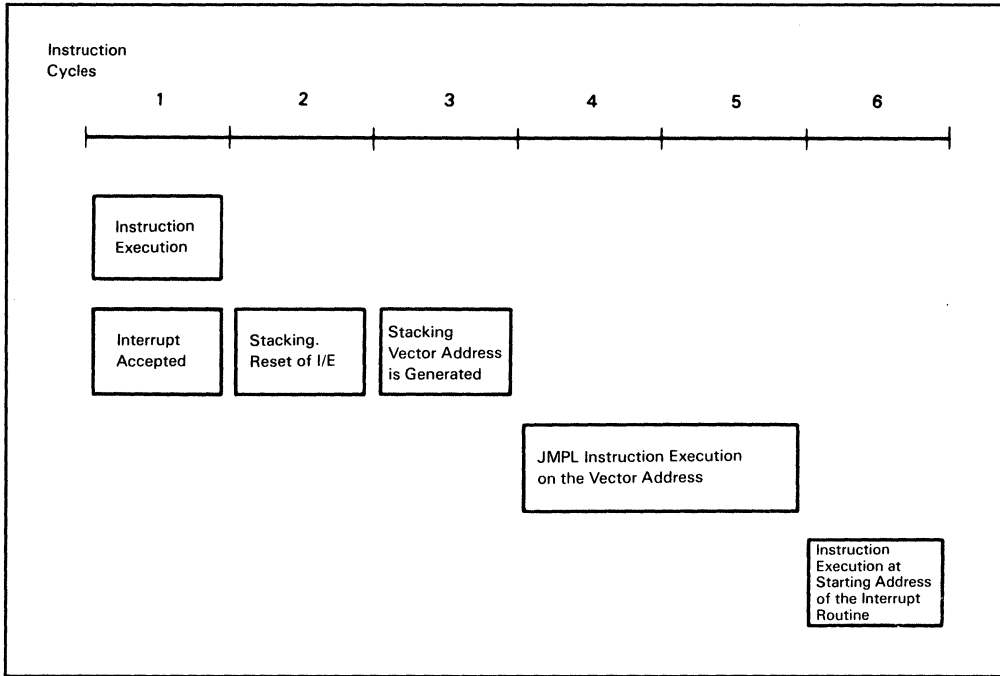 Instruction
Cycles
1 2 3 4 5 6
Instruction
Execution
Interrupt
Accepted
Stacking.
Reset of I/E
Stacking
Vector Address
is Generated
JMPL Instruction Execution
on the Vector Address
Instruction
Execution at
Starting Address
of the Interrupt
Routine